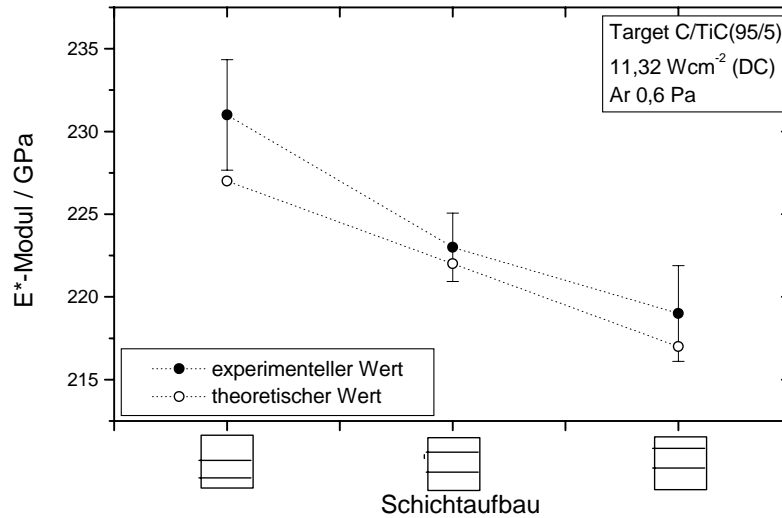 Target C/TiC(95/5)
11,32 Wcm-2 (DC)
Ar 0,6 Pa
235
230
225
220
215
E*-Modul / GPa
experimenteller Wert
theoretischer Wert
Schichtaufbau